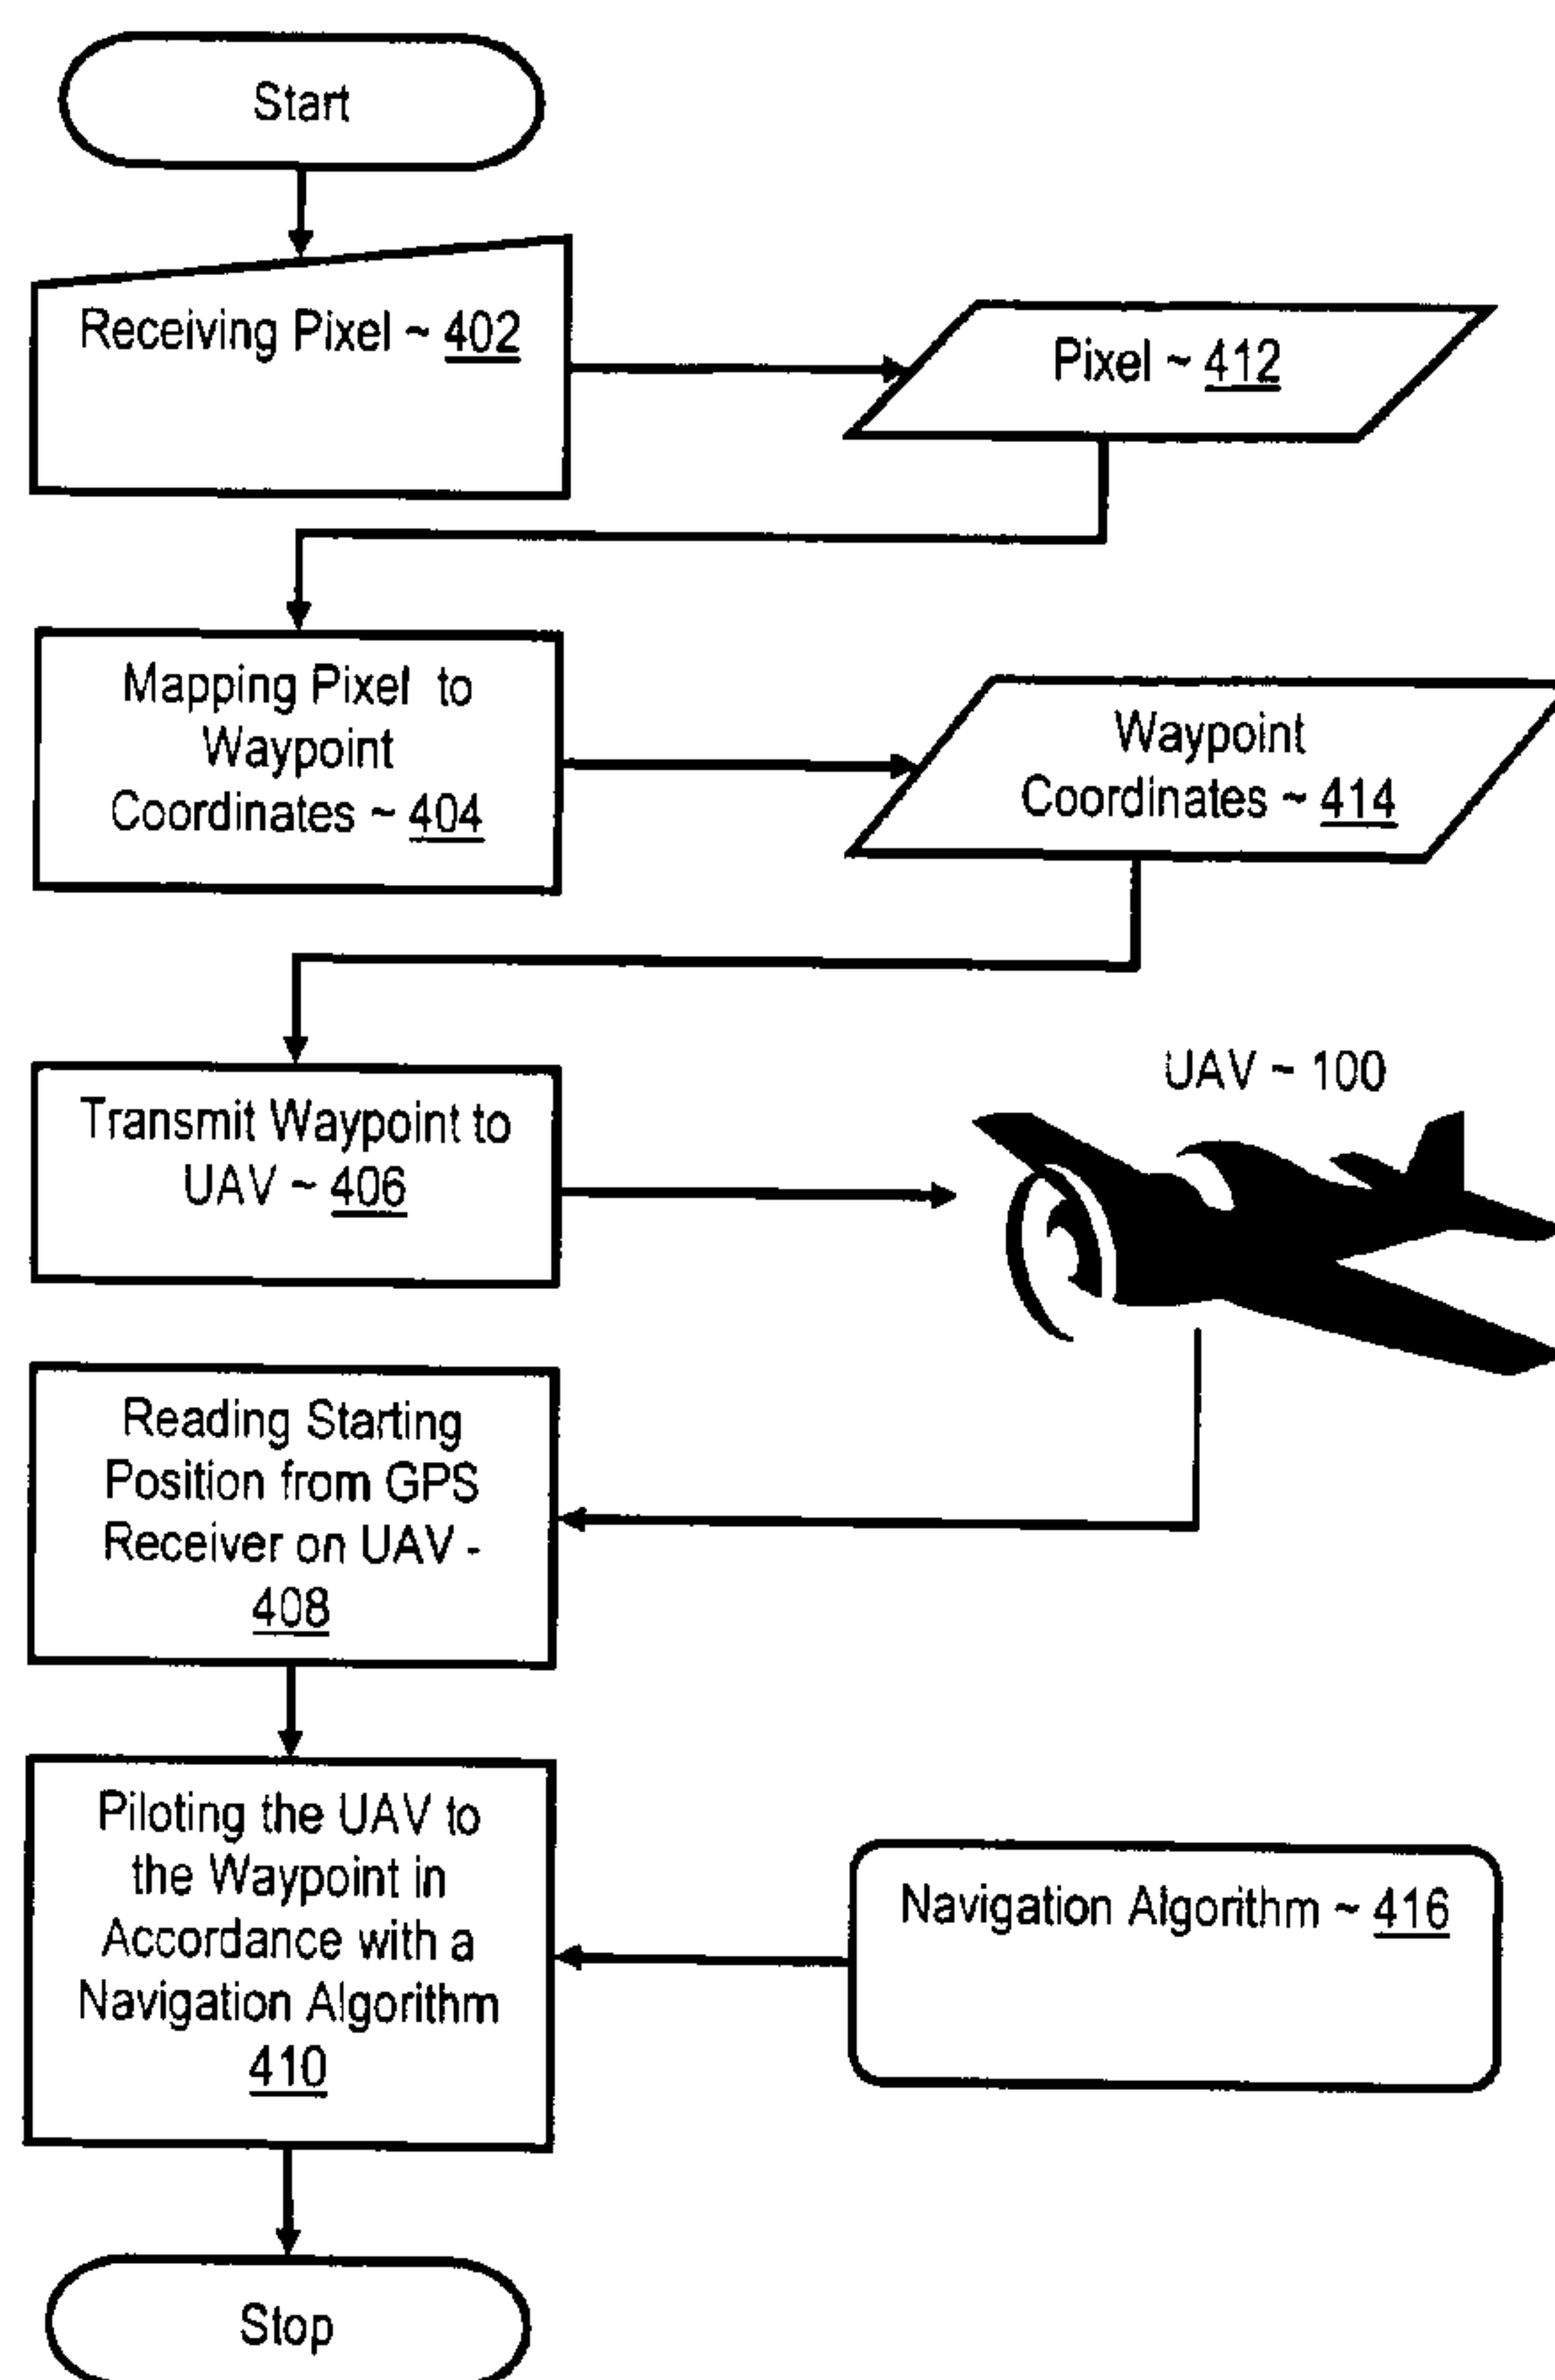 Start
Receiving Pixel ~ 402
Pixel ~ 412
Mapping Pixel to
Waypoint
Coordinates ~ 404
Waypoint
Coordinates ~ 414
Transmit Waypoint to
UAV ~ 406
UAV ~ 100
Reading Starting
Position from GPS
Receiver on UAV -
408
Piloting the UAV to
the Waypoint in
Accordance with a
Navigation Algorithm
410
Navigation Algorithm ~ 416
Stop